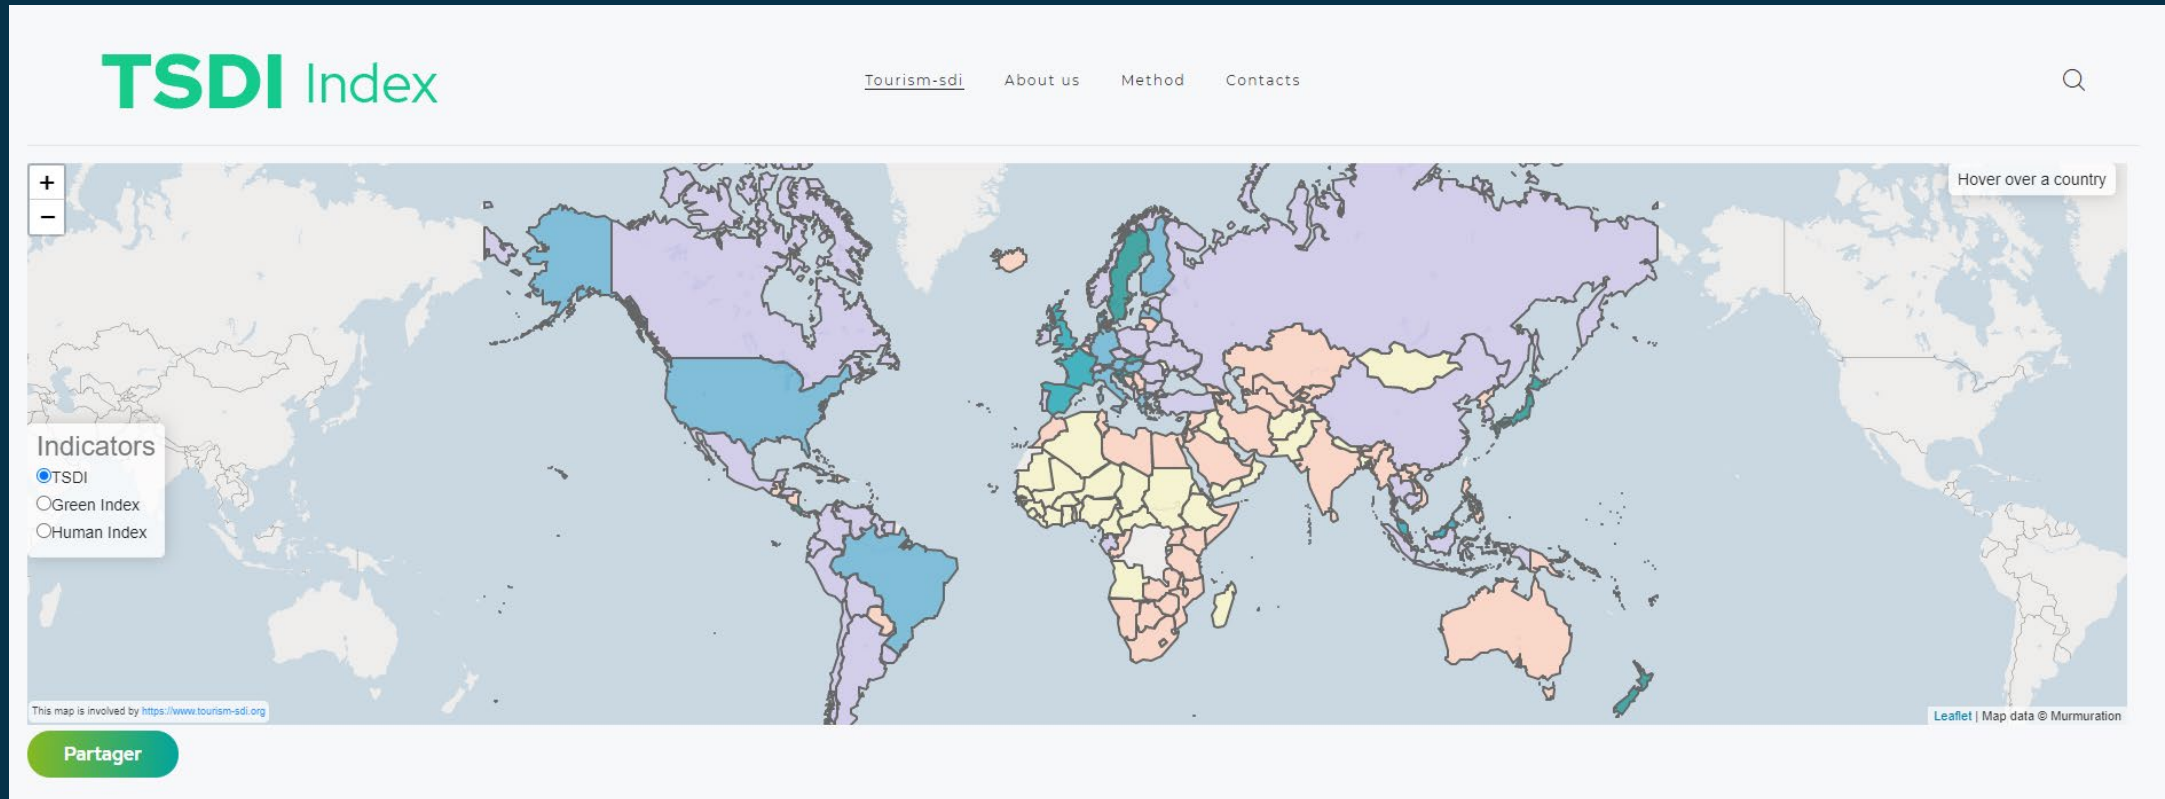 TSDI Index
Tourism-sdi About us Method Contacts
+
−
Hover over a country
Indicators
TSDI
Green Index
Human Index
This map is involved by https://www.tourism-sdi.org
Leaflet | Map data © Murmuration
Partager